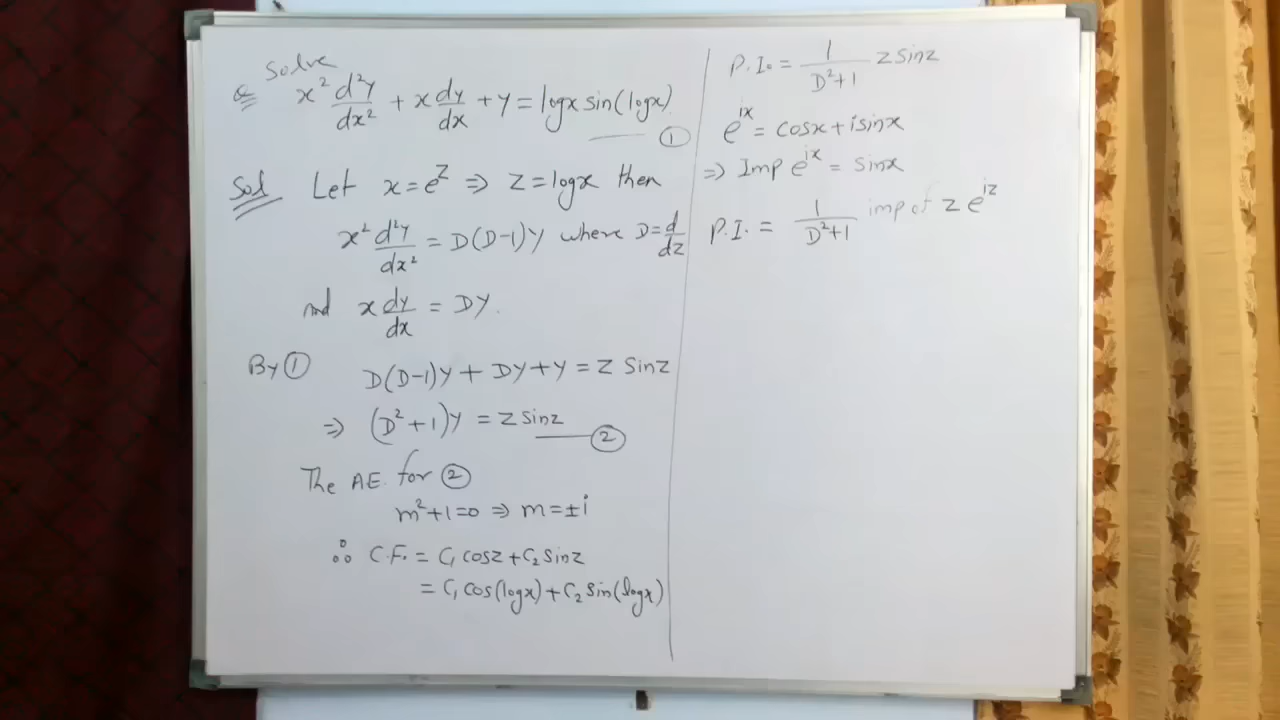 Q Solve
x² d²y/dx² + x dy/dx + y = logx sin(logx) ①
Sol Let x = e^z ⇒ z = logx then
x² d²y/dx² = D(D-1)y where D = d/dz
and x dy/dx = Dy.
By ① D(D-1)y + Dy + y = z sinz
⇒ (D²+1)y = z sinz ②
The AE. for ②
m²+1=0 ⇒ m=±i
∴ C.F. = C₁ cosz + C₂ sinz
= C₁ cos(logx) + C₂ sin(logx)
P.I. = 1/(D²+1) z sinz
e^{ix} = cosx + i sinx
⇒ Imp e^{ix} = sinx
P.I. = 1/(D²+1) imp of z e^{iz}